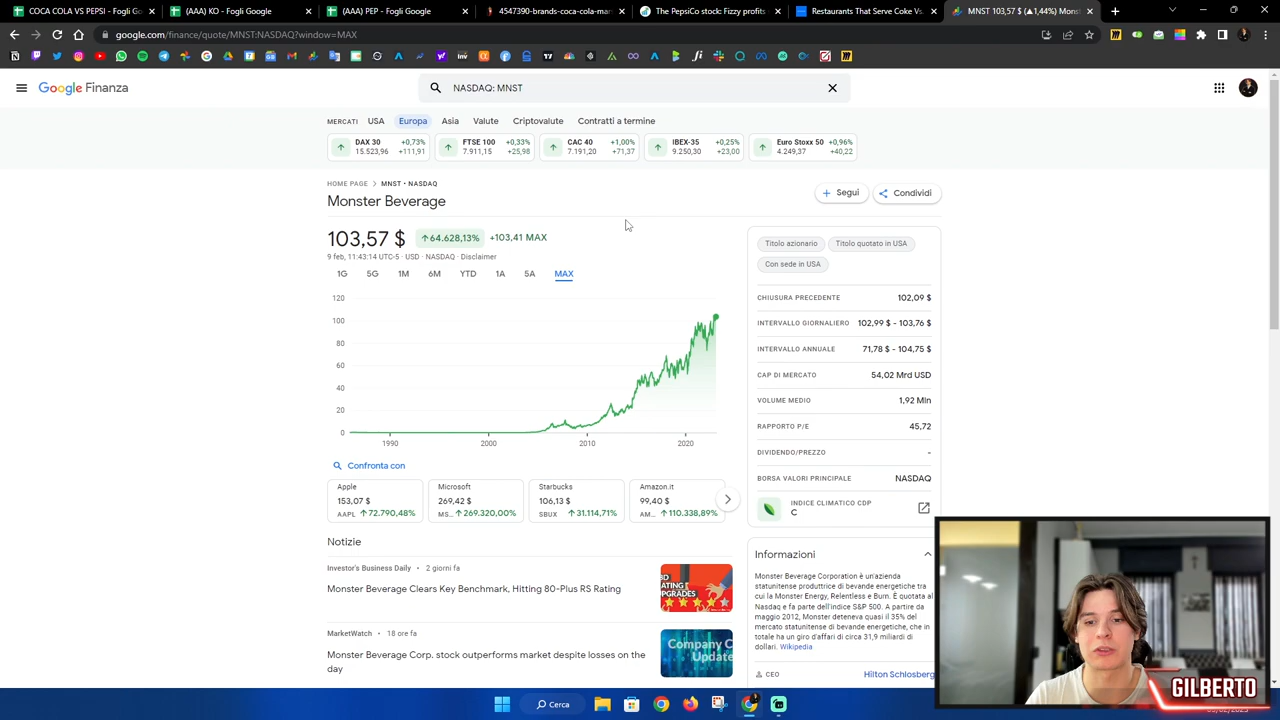 COCA COLA VS PEPSI - Fogli G
(AAA) KO - Fogli Google
(AAA) PEP - Fogli Google
4547390-brands-coca-cola-mar
The PepsiCo stock: Fizzy profits
Restaurants That Serve Coke Vs.
MNST 103,57 $ (▲1,44%) Monst
google.com/finance/quote/MNST:NASDAQ?window=MAX
Google Finanza
NASDAQ: MNST
MERCATI USA Europa Asia Valute Criptovalute Contratti a termine
DAX 30 +0,73%
15.523,96 +111,91
FTSE 100 +0,33%
7.911,15 +25,98
CAC 40 +1,00%
7.191,20 +71,37
IBEX-35 +0,25%
9.250,30 +23,00
Euro Stoxx 50 +0,96%
4.249,37 +40,22
HOME PAGE > MNST • NASDAQ
Monster Beverage
Segui
Condividi
103,57 $ ↑64.628,13% +103,41 MAX
9 feb, 11:43:14 UTC-5 · USD · NASDAQ · Disclaimer
1G 5G 1M 6M YTD 1A 5A MAX
120
100
80
60
40
20
0
1990 2000 2010 2020
Titolo azionario
Titolo quotato in USA
Con sede in USA
CHIUSURA PRECEDENTE 102,09 $
INTERVALLO GIORNALIERO 102,99 $ - 103,76 $
INTERVALLO ANNUALE 71,78 $ - 104,75 $
CAP DI MERCATO 54,02 Mrd USD
VOLUME MEDIO 1,92 Mln
RAPPORTO P/E 45,72
DIVIDENDO/PREZZO -
BORSA VALORI PRINCIPALE NASDAQ
INDICE CLIMATICO CDP
C
Confronta con
Apple
153,07 $
AAPL ↑72.790,48%
Microsoft
269,42 $
MS... ↑269.320,00%
Starbucks
106,13 $
SBUX ↑31.114,71%
Amazon.it
99,40 $
AM... ↑110.338,89%
Notizie
Investor's Business Daily • 2 giorni fa
Monster Beverage Clears Key Benchmark, Hitting 80-Plus RS Rating
MarketWatch • 18 ore fa
Monster Beverage Corp. stock outperforms market despite losses on the
day
Informazioni
Monster Beverage Corporation è un'azienda
statunitense produttrice di bevande energetiche tra
cui la Monster Energy, Relentless e Burn. È quotata al
Nasdaq e fa parte dell'indice S&P 500. A partire da
maggio 2012, Monster deteneva quasi il 35% del
mercato statunitense di bevande energetiche, che in
totale ha un giro d'affari di circa 31,9 miliardi di
dollari. Wikipedia
CEO Hilton Schlosberg
GILBERTO
Cerca